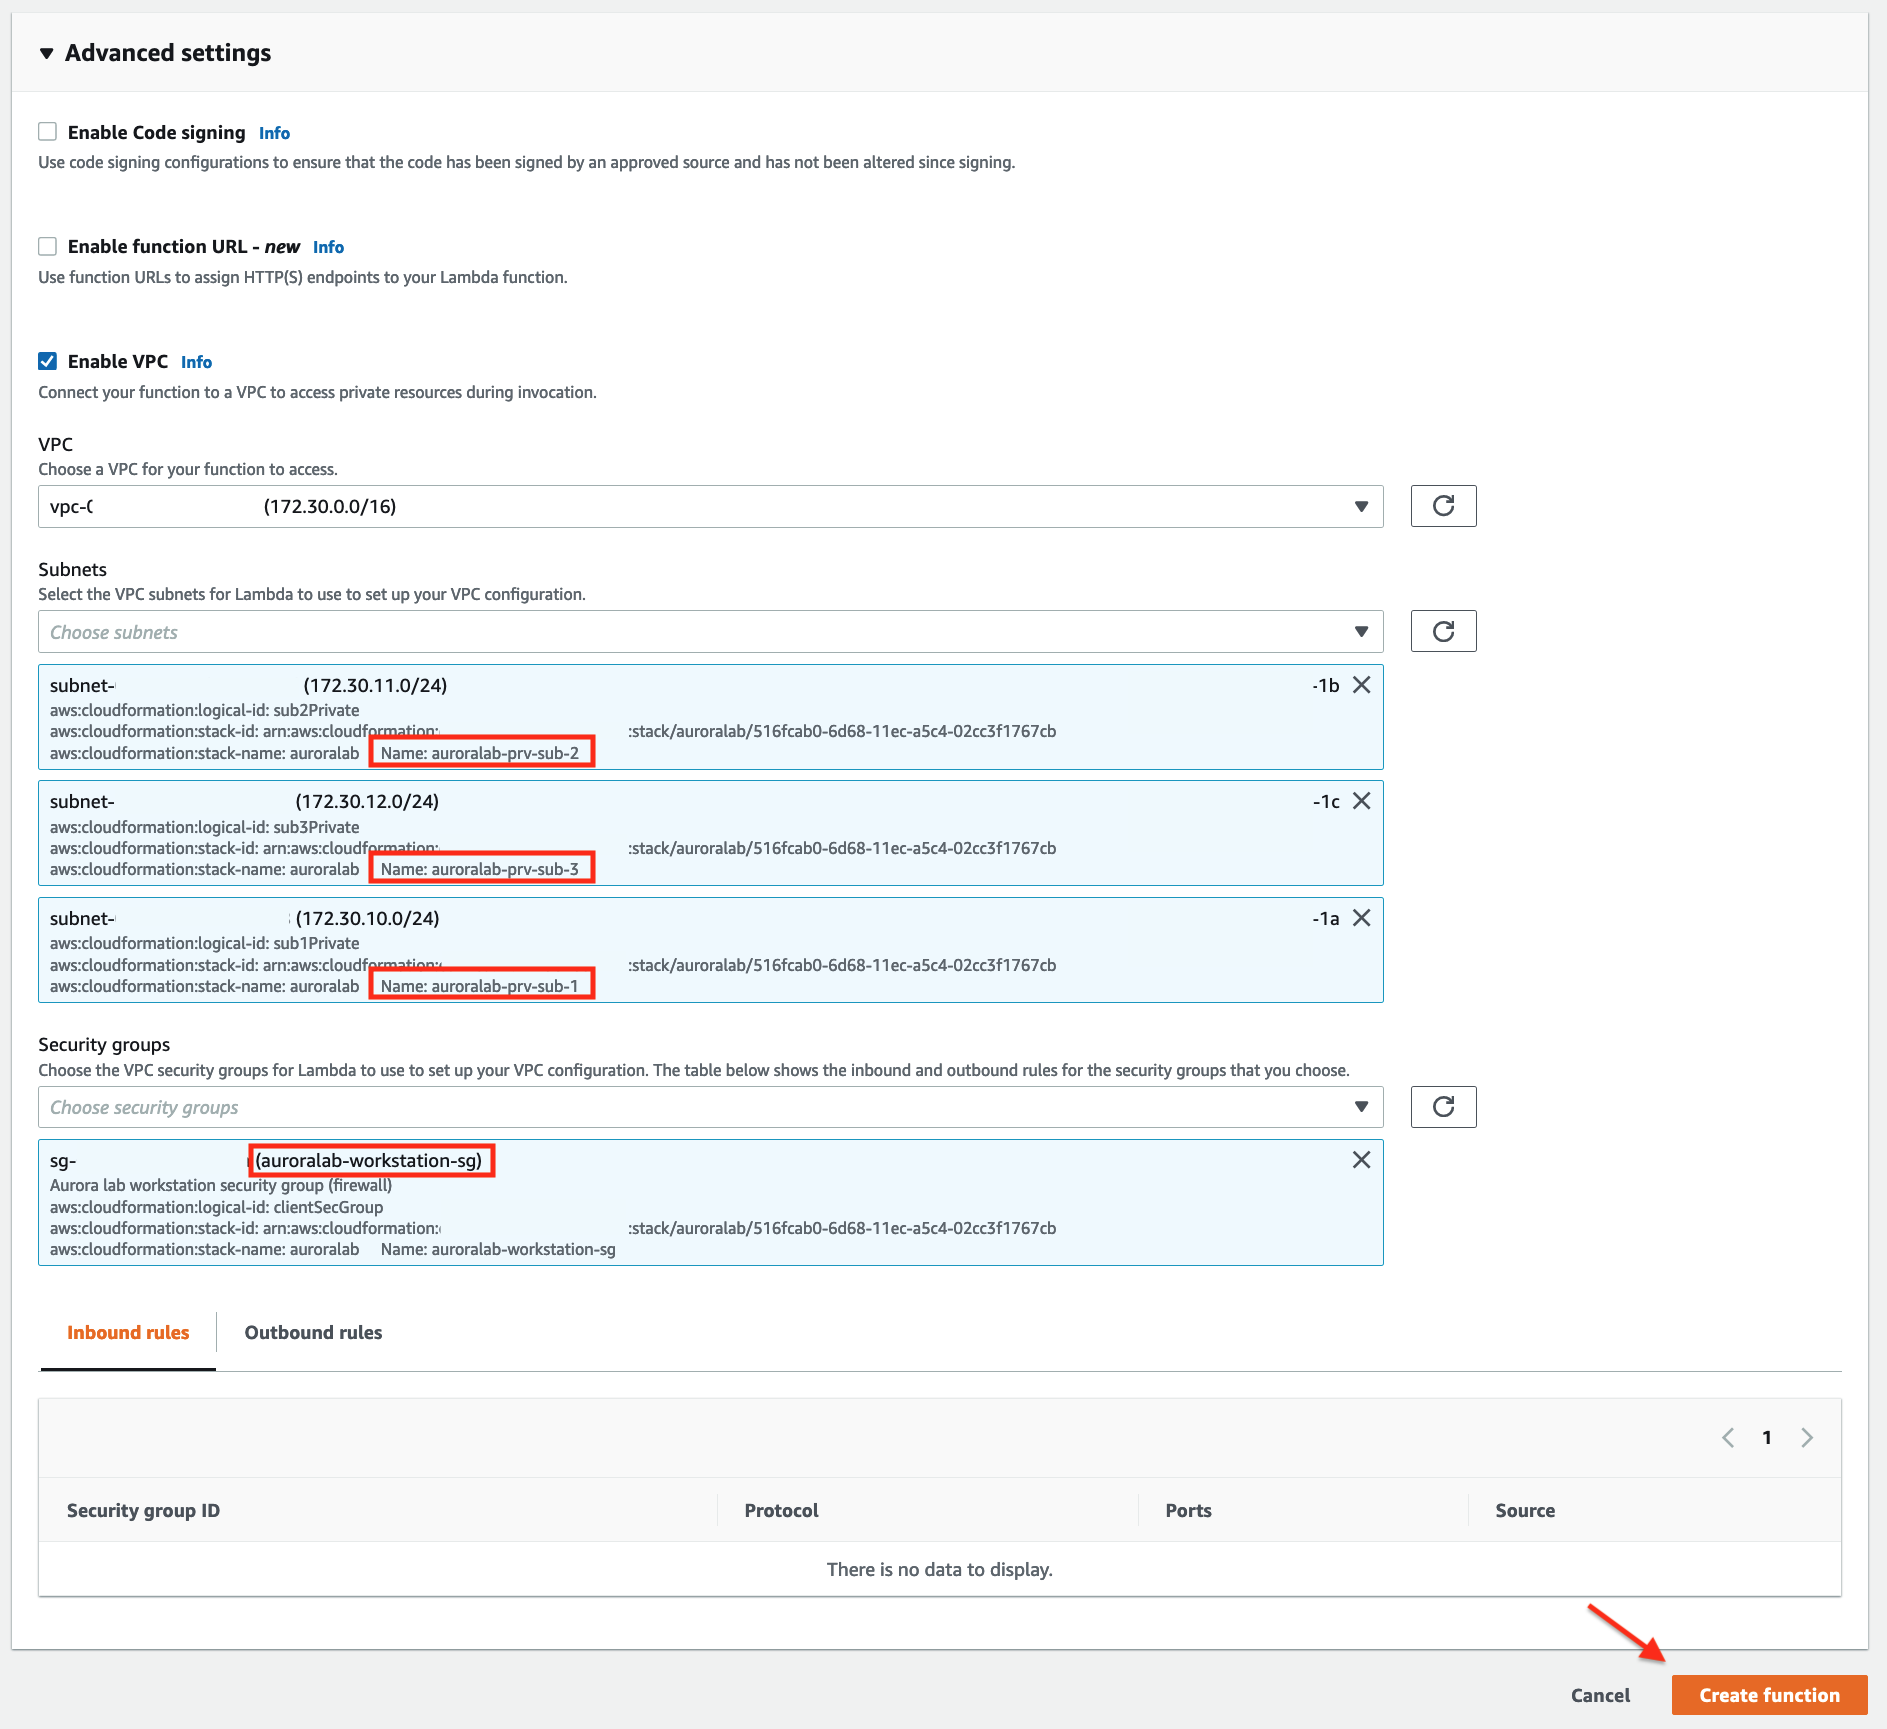 Advanced settings
Enable Code signing Info
Use code signing configurations to ensure that the code has been signed by an approved source and has not been altered since signing.
Enable function URL - new Info
Use function URLs to assign HTTP(S) endpoints to your Lambda function.
Enable VPC Info
Connect your function to a VPC to access private resources during invocation.
VPC
Choose a VPC for your function to access.
vpc- (172.30.0.0/16)
Subnets
Select the VPC subnets for Lambda to use to set up your VPC configuration.
Choose subnets
subnet- (172.30.11.0/24) -1b
aws:cloudformation:logical-id: sub2Private
aws:cloudformation:stack-id: arn:aws:cloudformation: :stack/auroralab/516fcab0-6d68-11ec-a5c4-02cc3f1767cb
aws:cloudformation:stack-name: auroralab Name: auroralab-prv-sub-2
subnet- (172.30.12.0/24) -1c
aws:cloudformation:logical-id: sub3Private
aws:cloudformation:stack-id: arn:aws:cloudformation: :stack/auroralab/516fcab0-6d68-11ec-a5c4-02cc3f1767cb
aws:cloudformation:stack-name: auroralab Name: auroralab-prv-sub-3
subnet- (172.30.10.0/24) -1a
aws:cloudformation:logical-id: sub1Private
aws:cloudformation:stack-id: arn:aws:cloudformation: :stack/auroralab/516fcab0-6d68-11ec-a5c4-02cc3f1767cb
aws:cloudformation:stack-name: auroralab Name: auroralab-prv-sub-1
Security groups
Choose the VPC security groups for Lambda to use to set up your VPC configuration. The table below shows the inbound and outbound rules for the security groups that you choose.
Choose security groups
sg- (auroralab-workstation-sg)
Aurora lab workstation security group (firewall)
aws:cloudformation:logical-id: clientSecGroup
aws:cloudformation:stack-id: arn:aws:cloudformation: :stack/auroralab/516fcab0-6d68-11ec-a5c4-02cc3f1767cb
aws:cloudformation:stack-name: auroralab Name: auroralab-workstation-sg
Inbound rules Outbound rules
1
Security group ID Protocol Ports Source
There is no data to display.
Cancel Create function